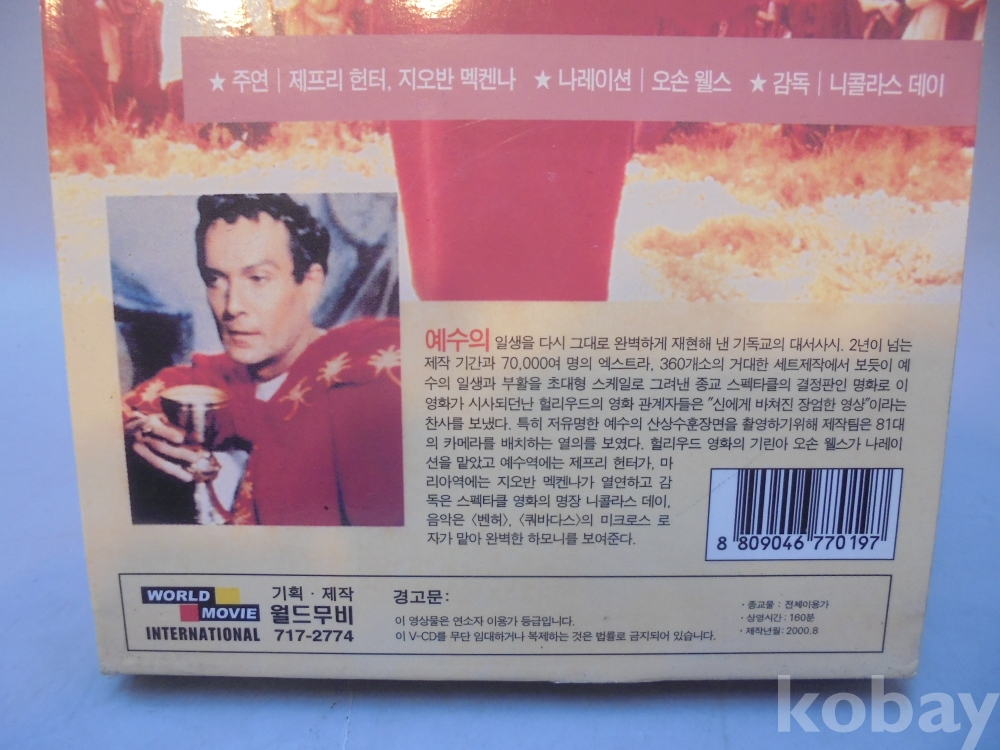 ★ 주연 | 제프리 헌터, 지오반 멕켄나 ★ 나레이션 | 오손 웰스 ★ 감독 | 니콜라스 데이
예수의 일생을 다시 그대로 완벽하게 재현해 낸 기독교의 대서사시. 2년이 넘는
제작 기간과 70,000여 명의 엑스트라, 360개소의 거대한 세트제작에서 보듯이 예
수의 일생과 부활을 초대형 스케일로 그려낸 종교 스펙타클의 결정판인 명화로 이
영화가 시사되던난 헐리우드의 영화 관계자들은 "신에게 바쳐진 장엄한 영상"이라는
찬사를 보냈다. 특히 저유명한 예수의 산상수훈장면을 촬영하기위해 제작팀은 81대
의 카메라를 배치하는 열의를 보였다. 헐리우드 영화의 기린아 오손 웰스가 나레이
션을 맡았고 예수역에는 제프리 헌터가, 마
리아역에는 지오반 멕켄나가 열연하고 감
독은 스펙타클 영화의 명장 니콜라스 데이,
음악은 〈벤허〉, 〈쿼바다스〉의 미크로스 로
자가 맡아 완벽한 하모니를 보여준다.
8 809046 770197
WORLD
MOVIE
INTERNATIONAL
기획 · 제작
월드무비
717-2774
경고문:
이 영상물은 연소자 이용가 등급입니다.
이 V-CD를 무단 임대하거나 복제하는 것은 법률로 금지되어 있습니다.
· 종교물 : 전체이용가
· 상영시간 : 160분
· 제작년월 : 2000.8
kobay